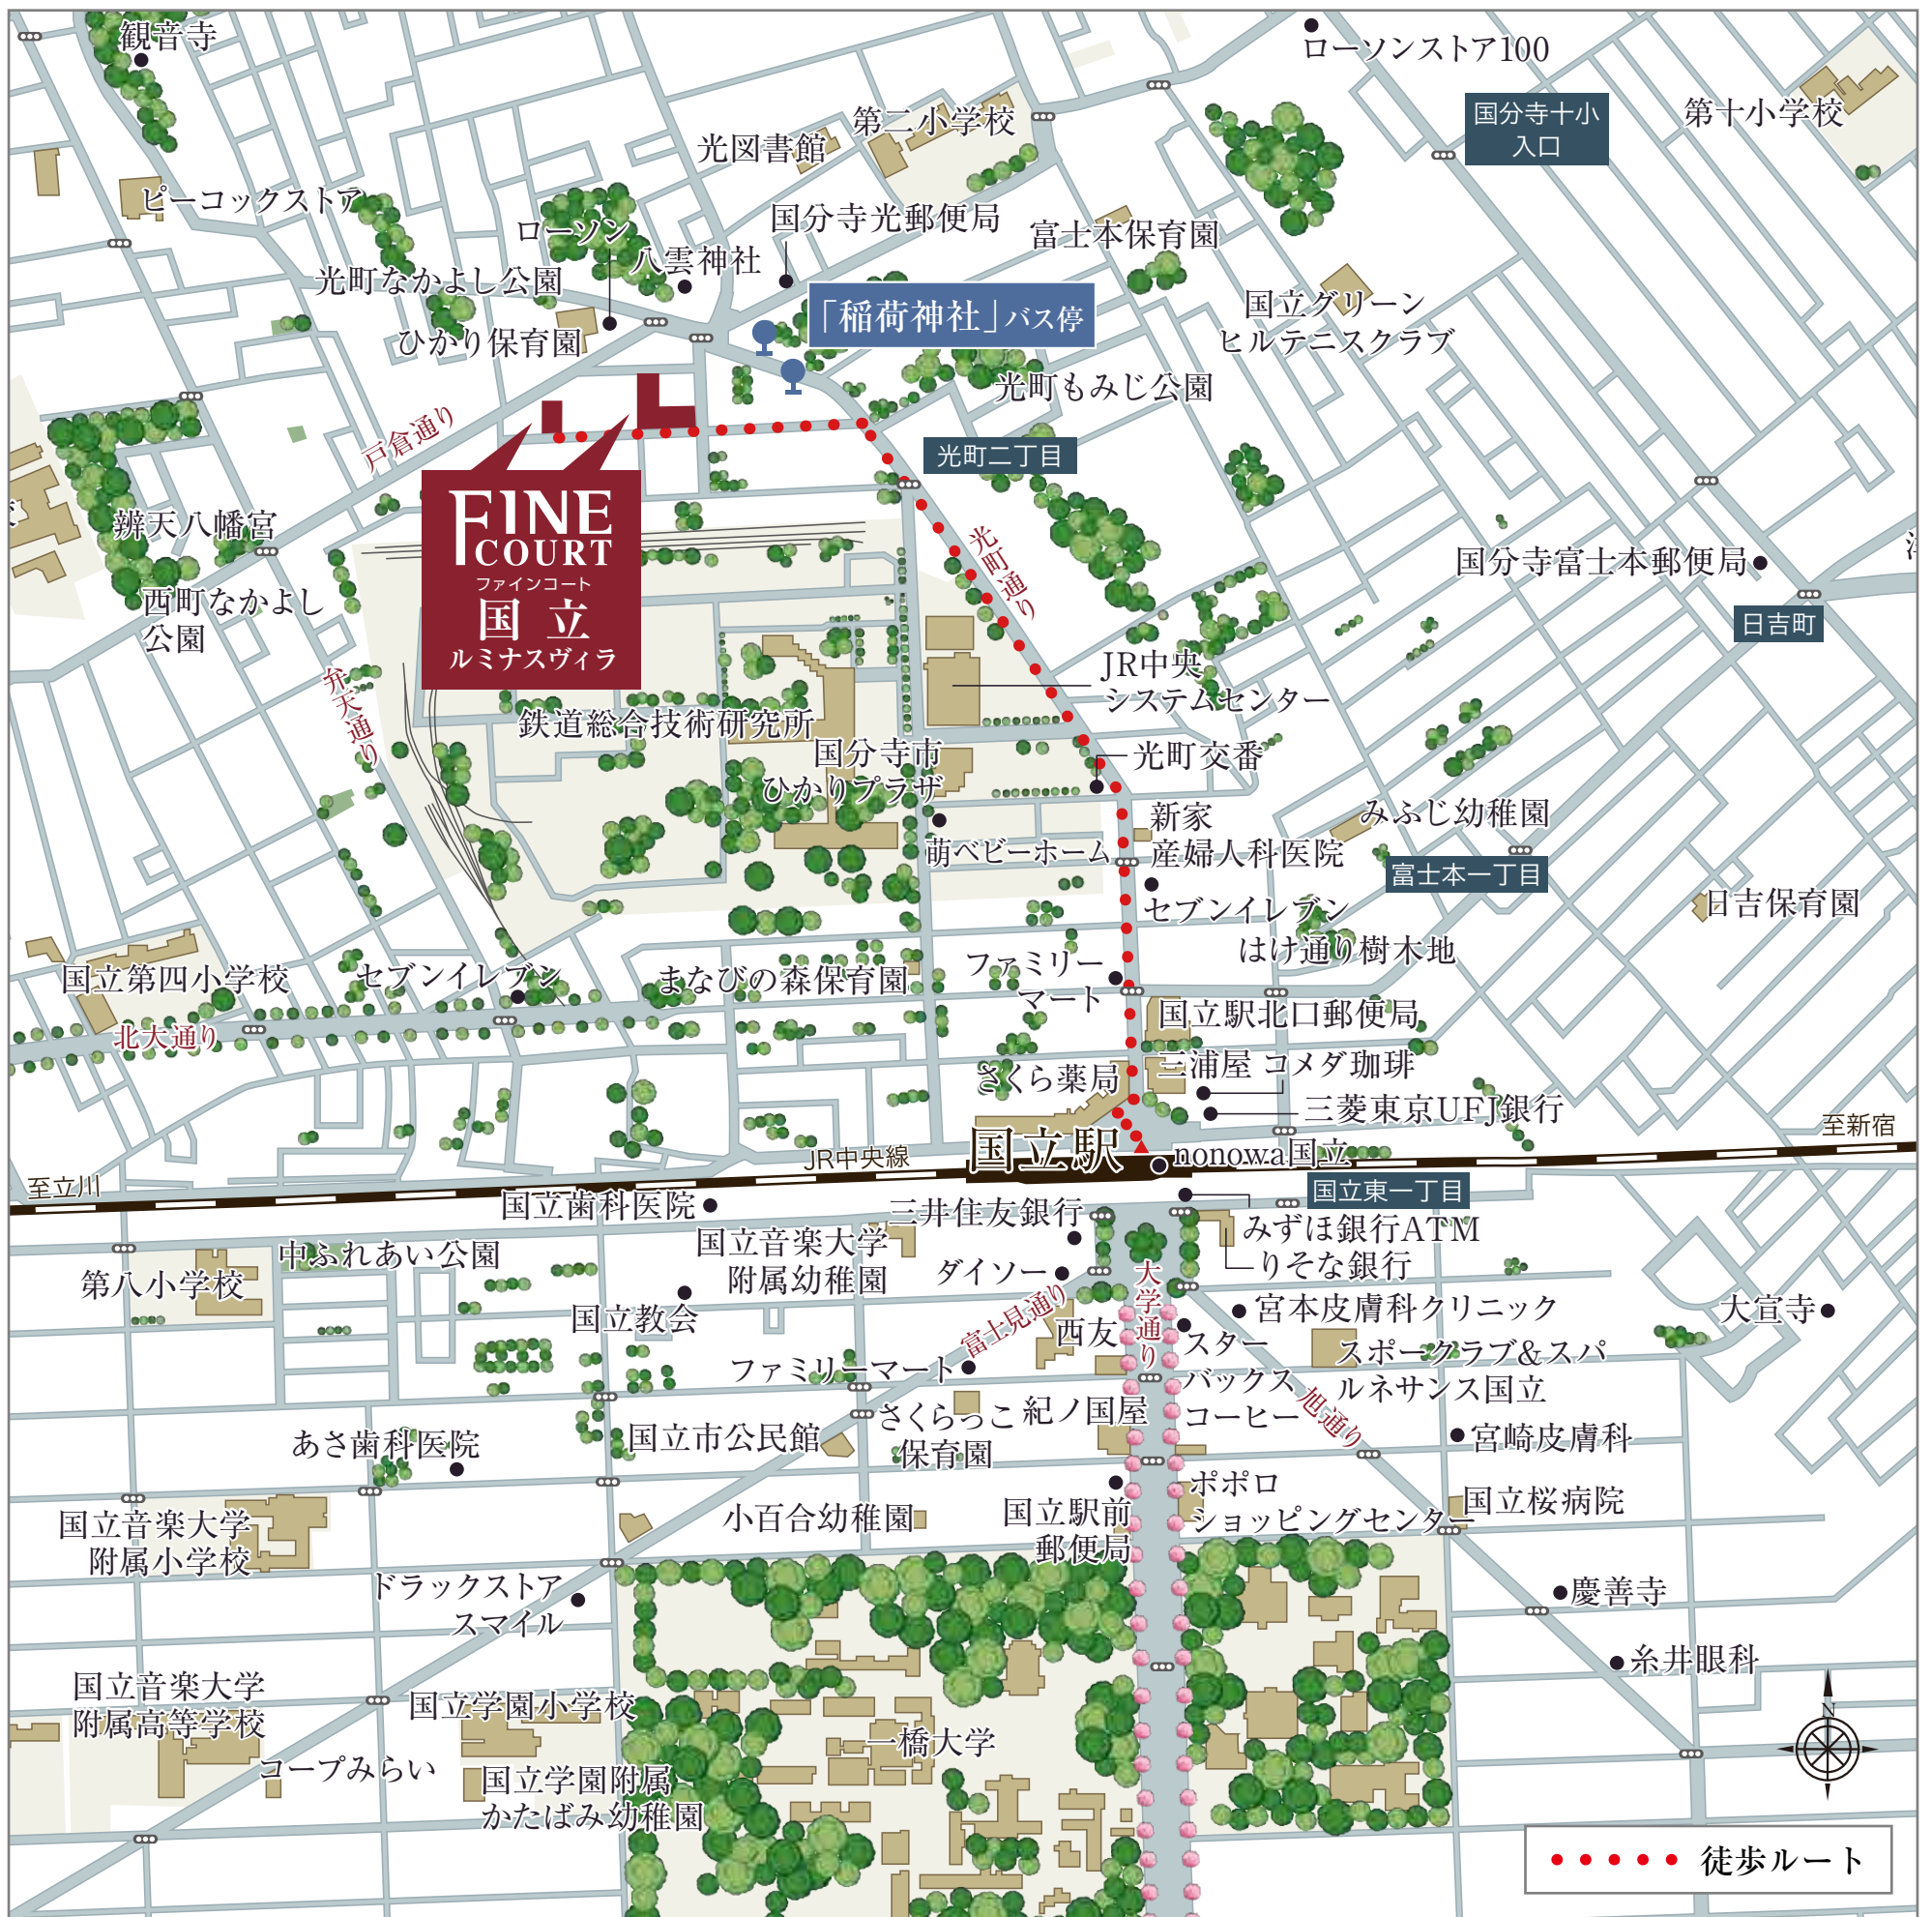 観音寺
ローソンストア100
国分寺十小
入口
第十小学校
第二小学校
光図書館
ピーコックストア
ローソン
八雲神社
国分寺光郵便局
富士本保育園
光町なかよし公園
ひかり保育園
「稲荷神社」バス停
国立グリーン
ヒルテニスクラブ
光町もみじ公園
戸倉通り
光町二丁目
FINE
COURT
ファインコート
国立
ルミナスヴィラ
辨天八幡宮
西町なかよし
公園
光町通り
国分寺富士本郵便局
日吉町
弁天通り
JR中央
システムセンター
鉄道総合技術研究所
国分寺市
ひかりプラザ
光町交番
新家
産婦人科医院
萌ベビーホーム
みふじ幼稚園
富士本一丁目
日吉保育園
セブンイレブン
はけ通り樹木地
ファミリー
マート
国立第四小学校
セブンイレブン
まなびの森保育園
北大通り
国立駅北口郵便局
さくら薬局
三浦屋 コメダ珈琲
三菱東京UFJ銀行
至新宿
国立駅
nonowa国立
JR中央線
至立川
国立歯科医院
国立東一丁目
三井住友銀行
みずほ銀行ATM
りそな銀行
国立音楽大学
附属幼稚園
中ふれあい公園
第八小学校
ダイソー
大学通り
富士見通り
国立教会
西友
宮本皮膚科クリニック
大宣寺
スター
バックス
コーヒー
スポークラブ&スパ
ルネサンス国立
旭通り
ファミリーマート
さくらっこ
保育園
紀ノ国屋
宮崎皮膚科
国立市公民館
あさ歯科医院
ポポロ
ショッピングセンター
国立桜病院
国立駅前
郵便局
小百合幼稚園
国立音楽大学
附属小学校
ドラックストア
スマイル
慶善寺
糸井眼科
国立音楽大学
附属高等学校
国立学園小学校
一橋大学
コープみらい
国立学園附属
かたばみ幼稚園
N
徒歩ルート